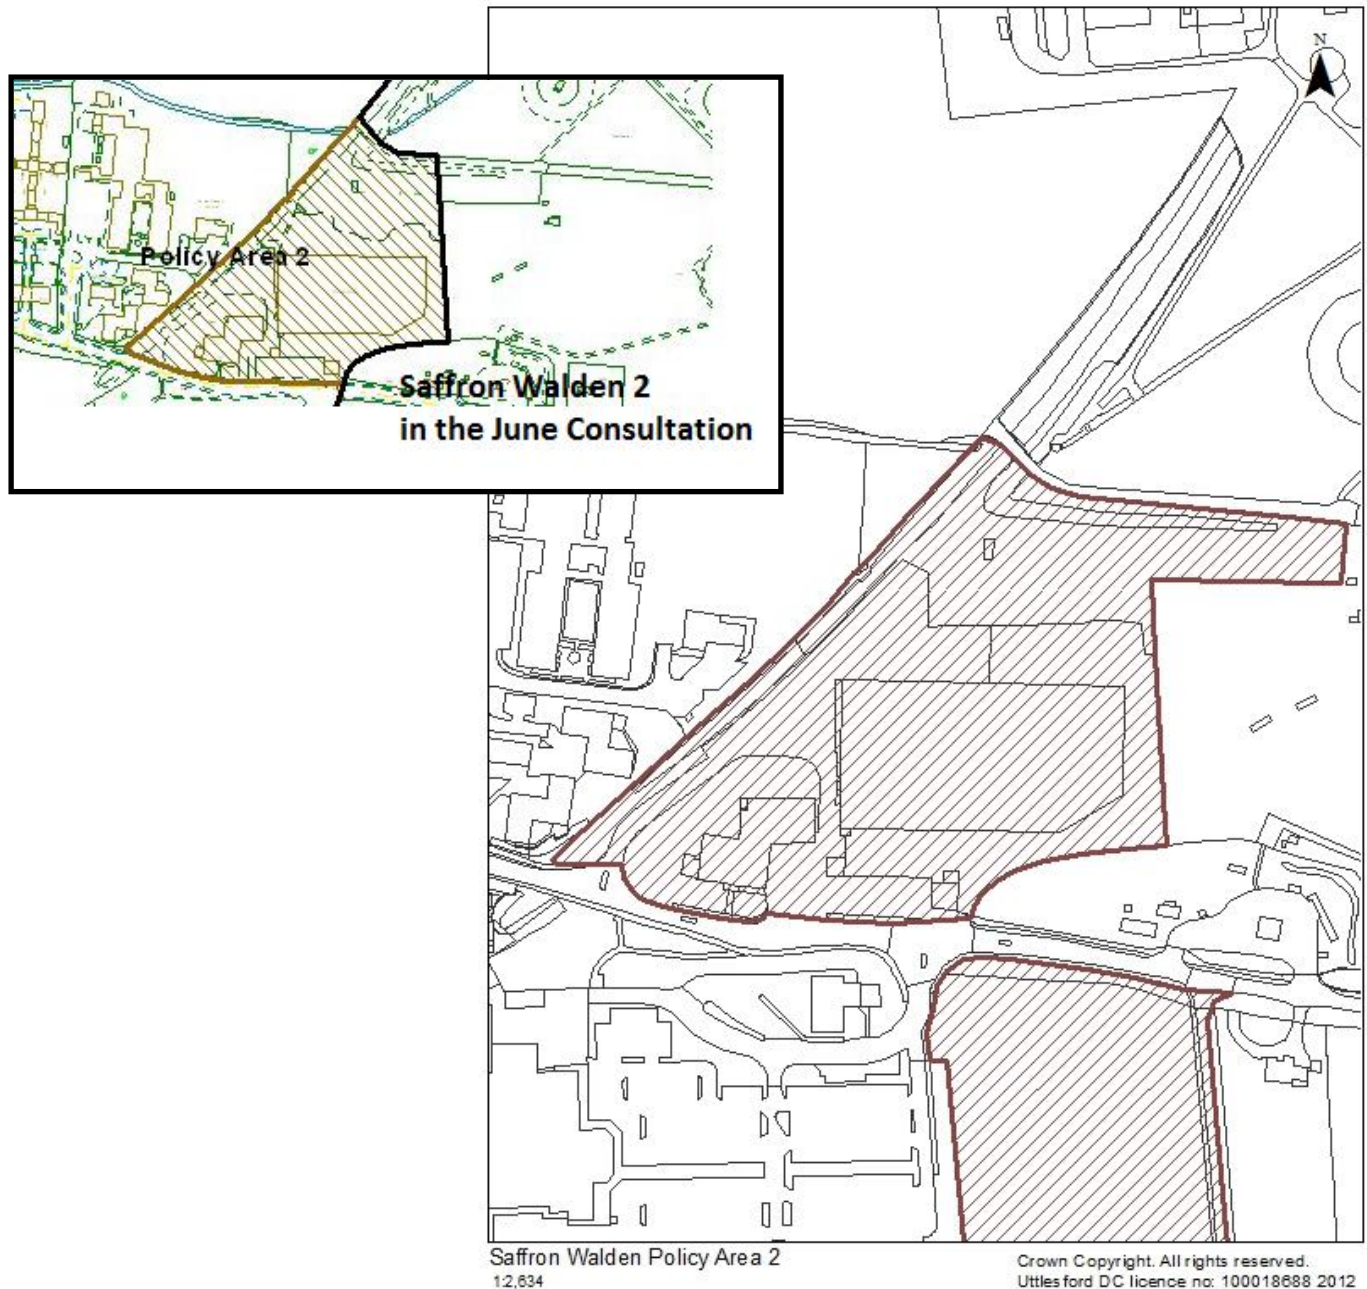 N
Policy Area 2
Saffron Walden 2
in the June Consultation
Saffron Walden Policy Area 2
1:2,634
Crown Copyright. All rights reserved.
Uttlesford DC licence no: 100018688 2012